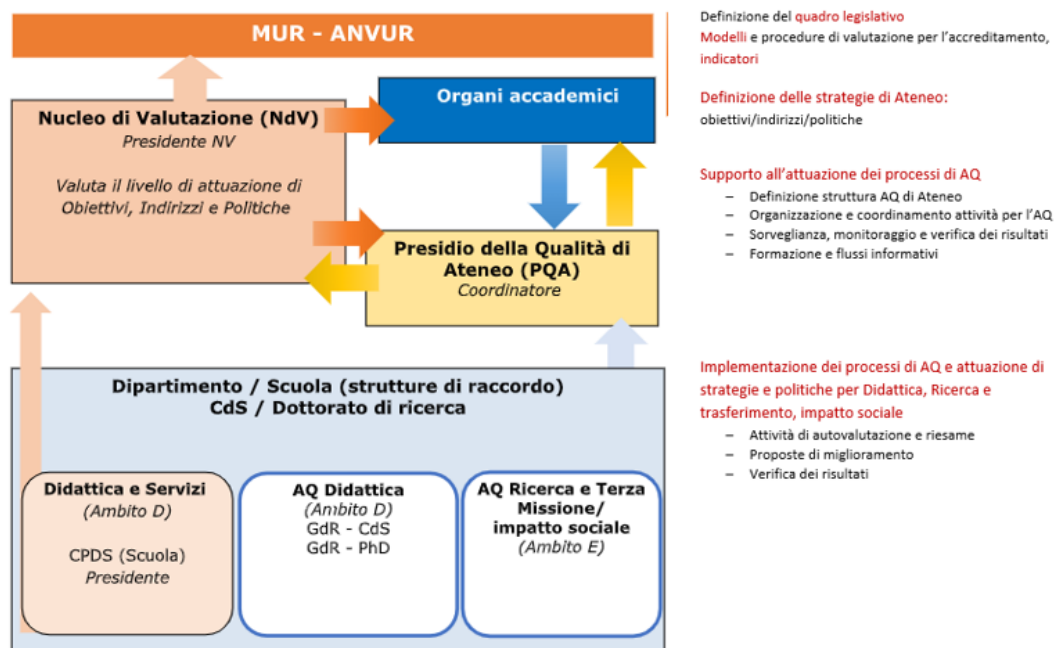 MUR - ANVUR
Nucleo di Valutazione (NdV)
Presidente NV
Valuta il livello di attuazione di
Obiettivi, Indirizzi e Politiche
Organi accademici
Presidio della Qualità di
Ateneo (PQA)
Coordinatore
Dipartimento / Scuola (strutture di raccordo)
CdS / Dottorato di ricerca
Didattica e Servizi
(Ambito D)
CPDS (Scuola)
Presidente
AQ Didattica
(Ambito D)
GdR - CdS
GdR - PhD
AQ Ricerca e Terza
Missione/
impatto sociale
(Ambito E)
Definizione del quadro legislativo
Modelli e procedure di valutazione per l'accreditamento,
indicatori
Definizione delle strategie di Ateneo:
obiettivi/indirizzi/politiche
Supporto all'attuazione dei processi di AQ
– Definizione struttura AQ di Ateneo
– Organizzazione e coordinamento attività per l'AQ
– Sorveglianza, monitoraggio e verifica dei risultati
– Formazione e flussi informativi
Implementazione dei processi di AQ e attuazione di
strategie e politiche per Didattica, Ricerca e
trasferimento, impatto sociale
– Attività di autovalutazione e riesame
– Proposte di miglioramento
– Verifica dei risultati